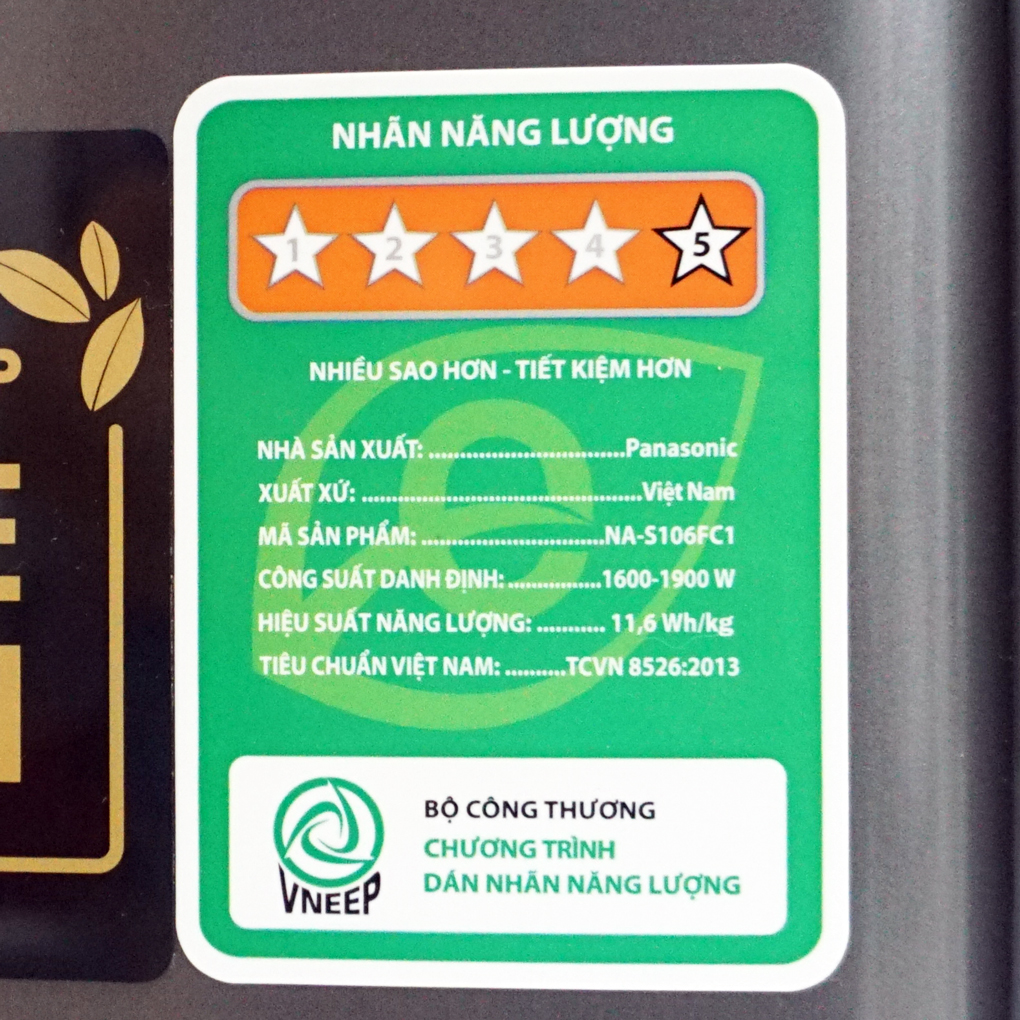 NHÃN NĂNG LƯỢNG
1 2 3 4 5
NHIỀU SAO HƠN - TIẾT KIỆM HƠN
NHÀ SẢN XUẤT: ................................Panasonic
XUẤT XỨ: ..............................................Việt Nam
MÃ SẢN PHẨM: ..............................NA-S106FC1
CÔNG SUẤT DANH ĐỊNH: ...............1600-1900 W
HIỆU SUẤT NĂNG LƯỢNG: ........... 11,6 Wh/kg
TIÊU CHUẨN VIỆT NAM: ..........TCVN 8526:2013
BỘ CÔNG THƯƠNG
CHƯƠNG TRÌNH
DÁN NHÃN NĂNG LƯỢNG
VNEEP